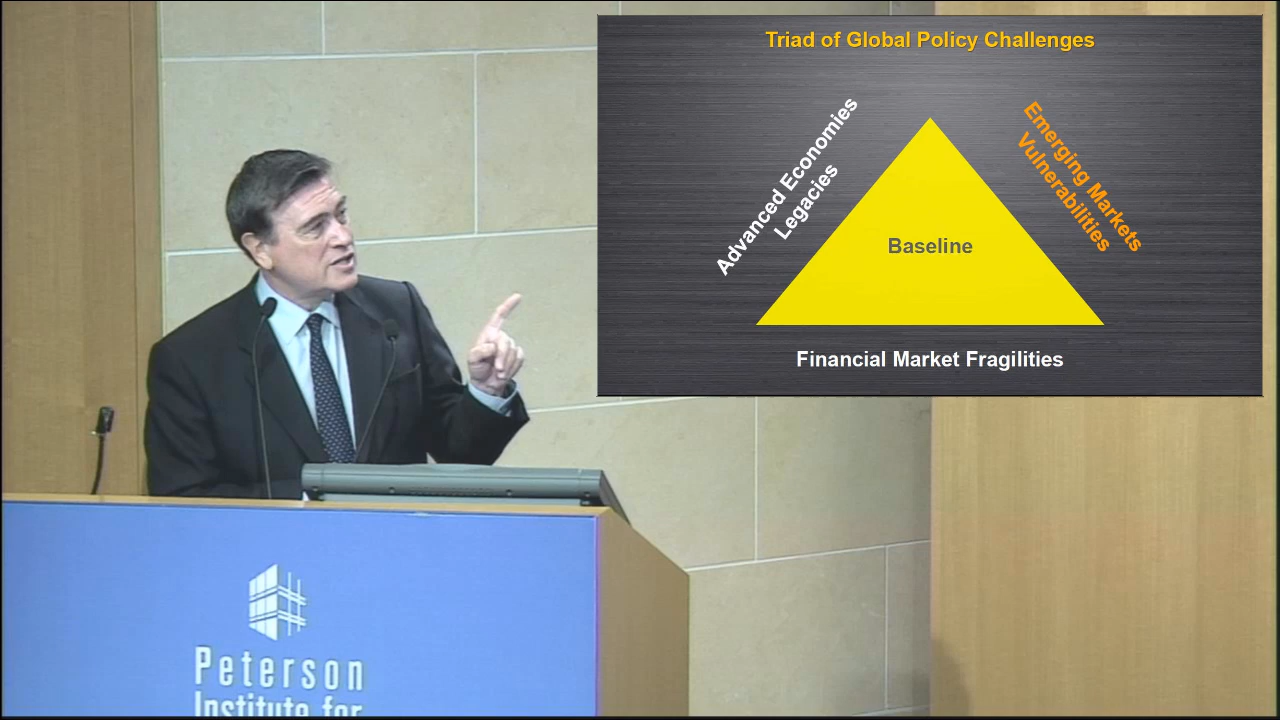 Triad of Global Policy Challenges
Advanced Economies
Legacies
Emerging Markets
Vulnerabilities
Baseline
Financial Market Fragilities
Peterson
Institute for